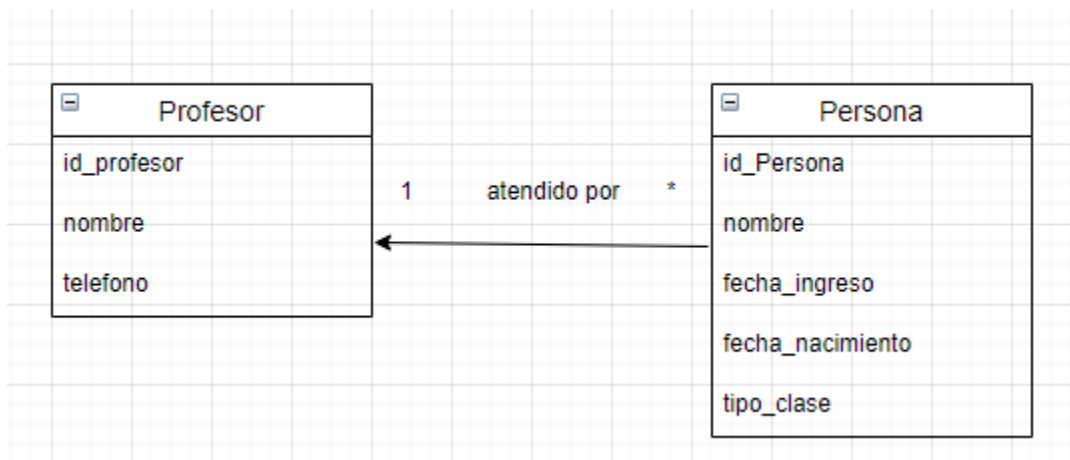 Profesor
id_profesor
nombre
telefono
1 atendido por *
Persona
id_Persona
nombre
fecha_ingreso
fecha_nacimiento
tipo_clase